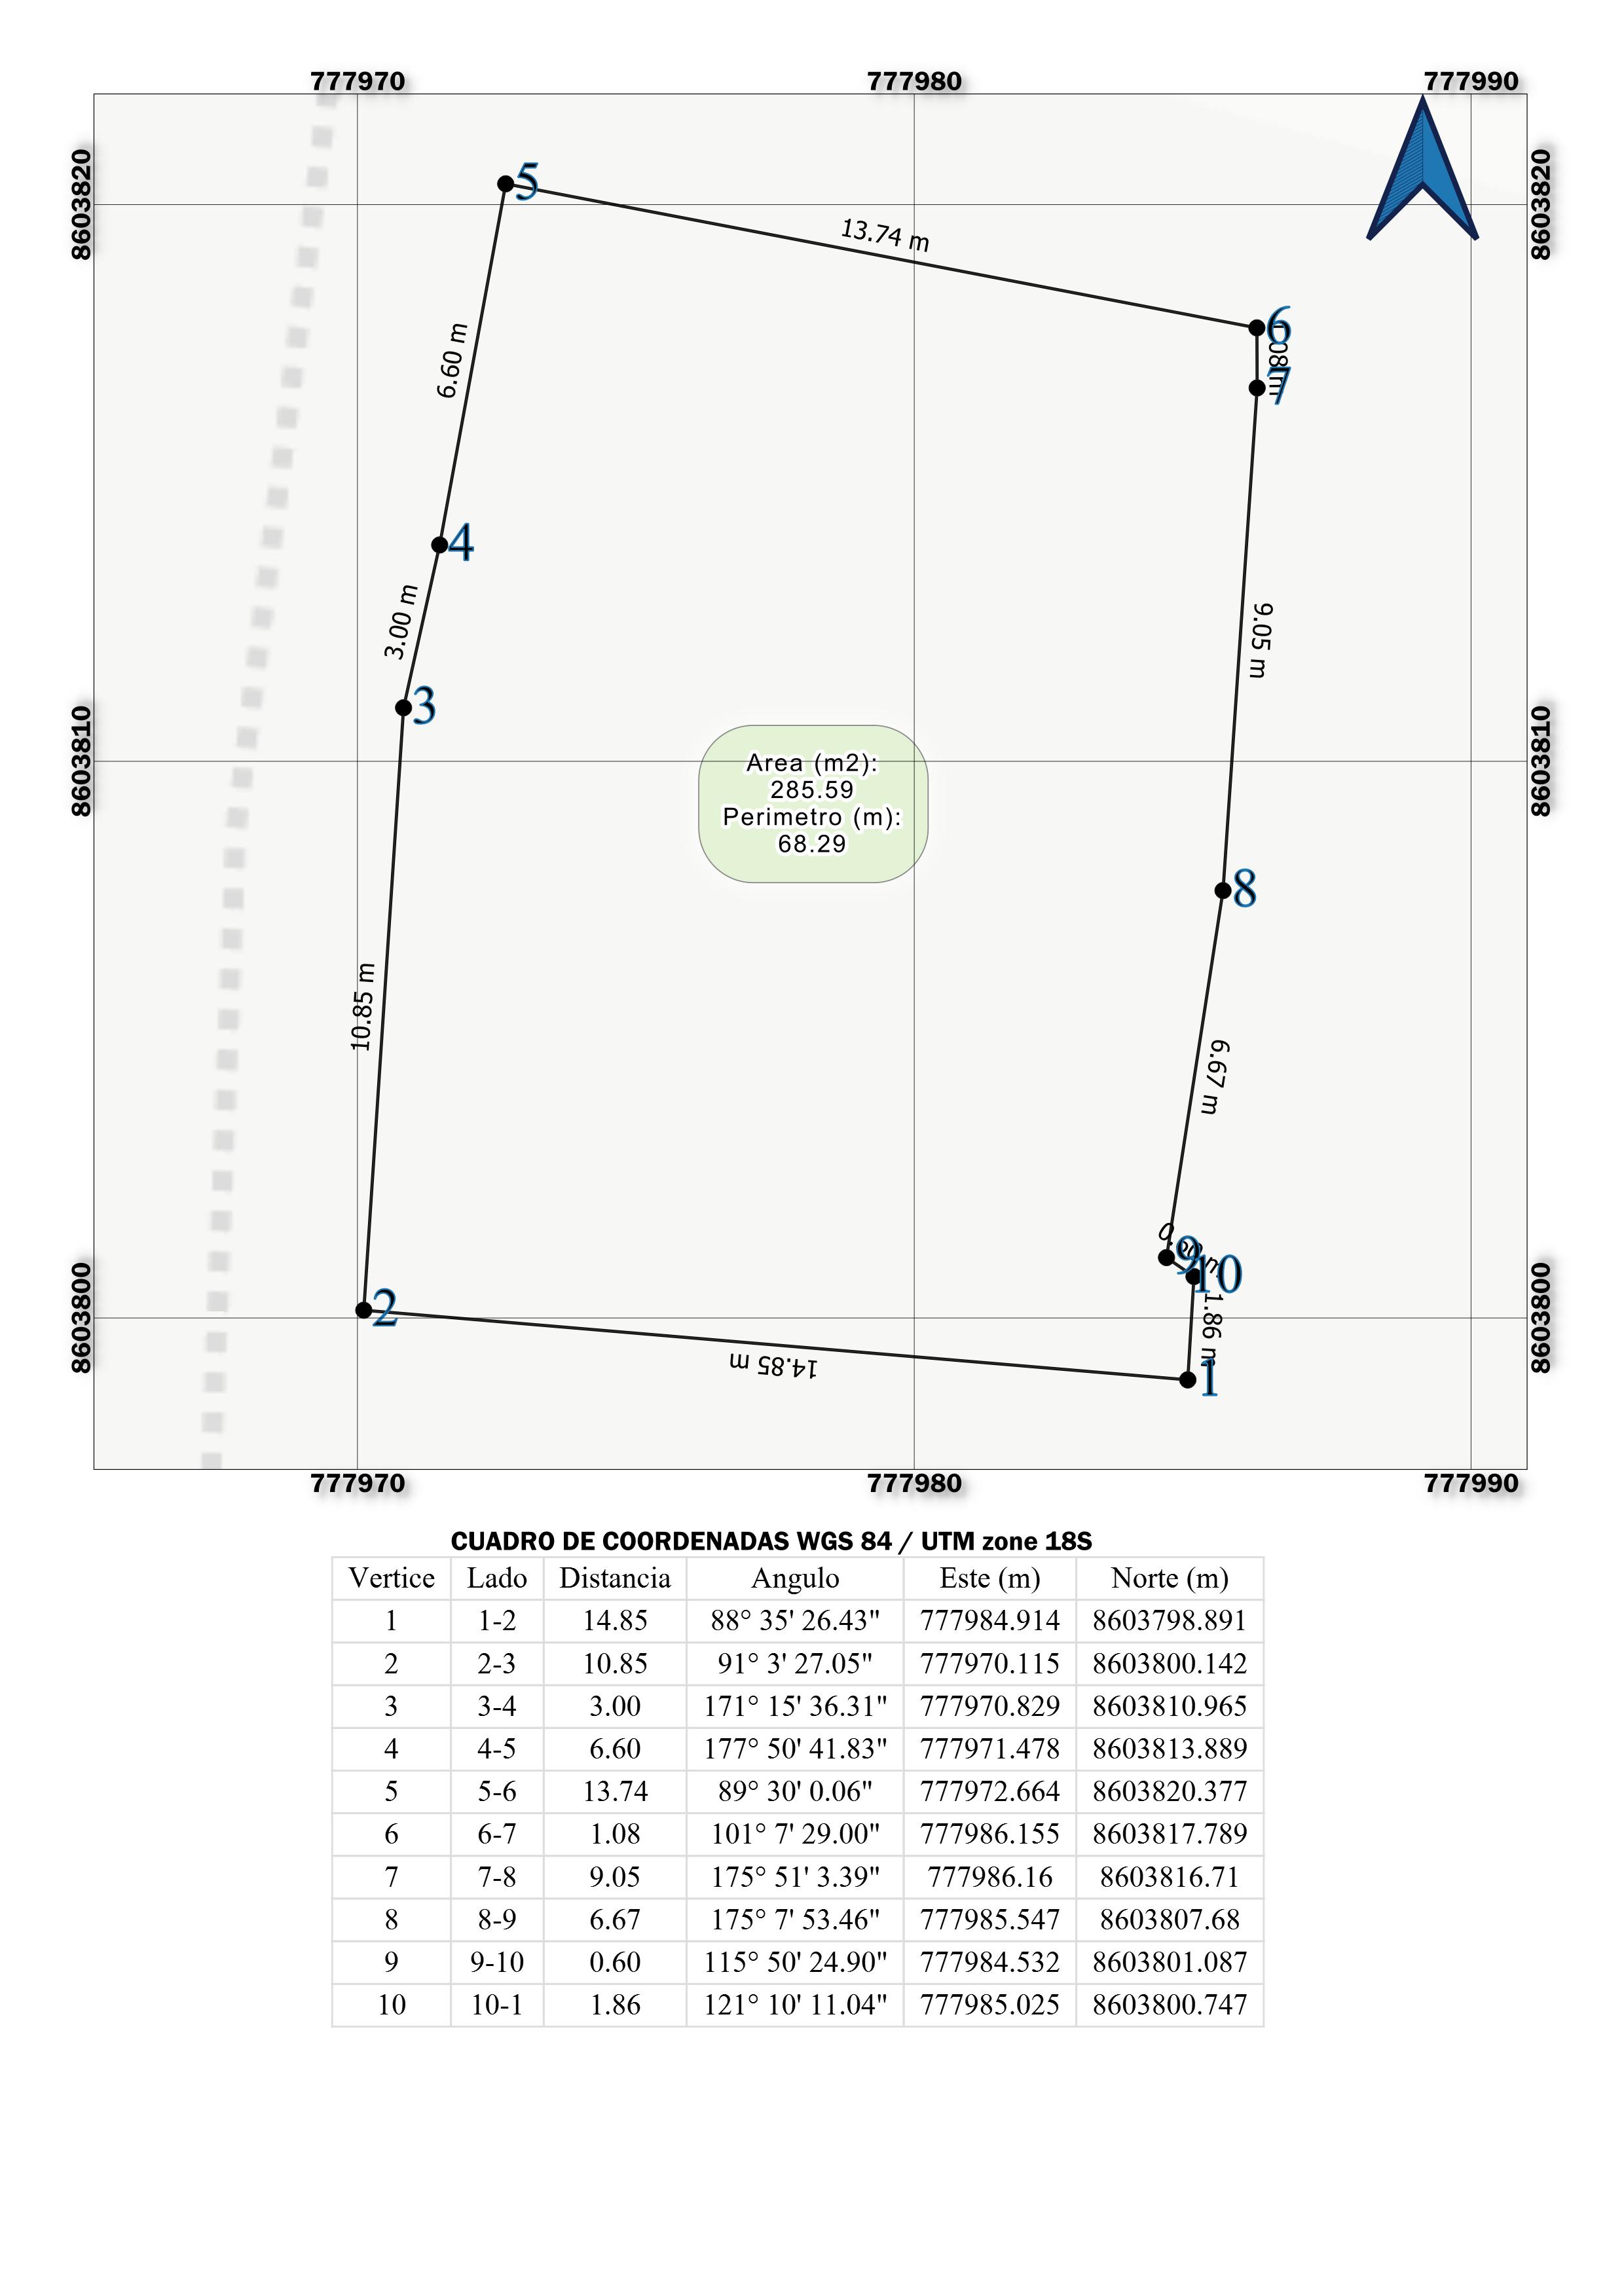 777970 777980 777990
8603820 8603820
5
13.74 m
6
7
6.60 m
4
3.00 m
3
9.05 m
8603810 8603810
Area (m2):
285.59
Perimetro (m):
68.29
8
10.85 m
6.67 m
9
10
1.86 m
8603800 8603800
2
14.85 m
1
777970 777980 777990
CUADRO DE COORDENADAS WGS 84 / UTM zone 18S
Vertice Lado Distancia Angulo Este (m) Norte (m)
1 1-2 14.85 88° 35' 26.43" 777984.914 8603798.891
2 2-3 10.85 91° 3' 27.05" 777970.115 8603800.142
3 3-4 3.00 171° 15' 36.31" 777970.829 8603810.965
4 4-5 6.60 177° 50' 41.83" 777971.478 8603813.889
5 5-6 13.74 89° 30' 0.06" 777972.664 8603820.377
6 6-7 1.08 101° 7' 29.00" 777986.155 8603817.789
7 7-8 9.05 175° 51' 3.39" 777986.16 8603816.71
8 8-9 6.67 175° 7' 53.46" 777985.547 8603807.68
9 9-10 0.60 115° 50' 24.90" 777984.532 8603801.087
10 10-1 1.86 121° 10' 11.04" 777985.025 8603800.747